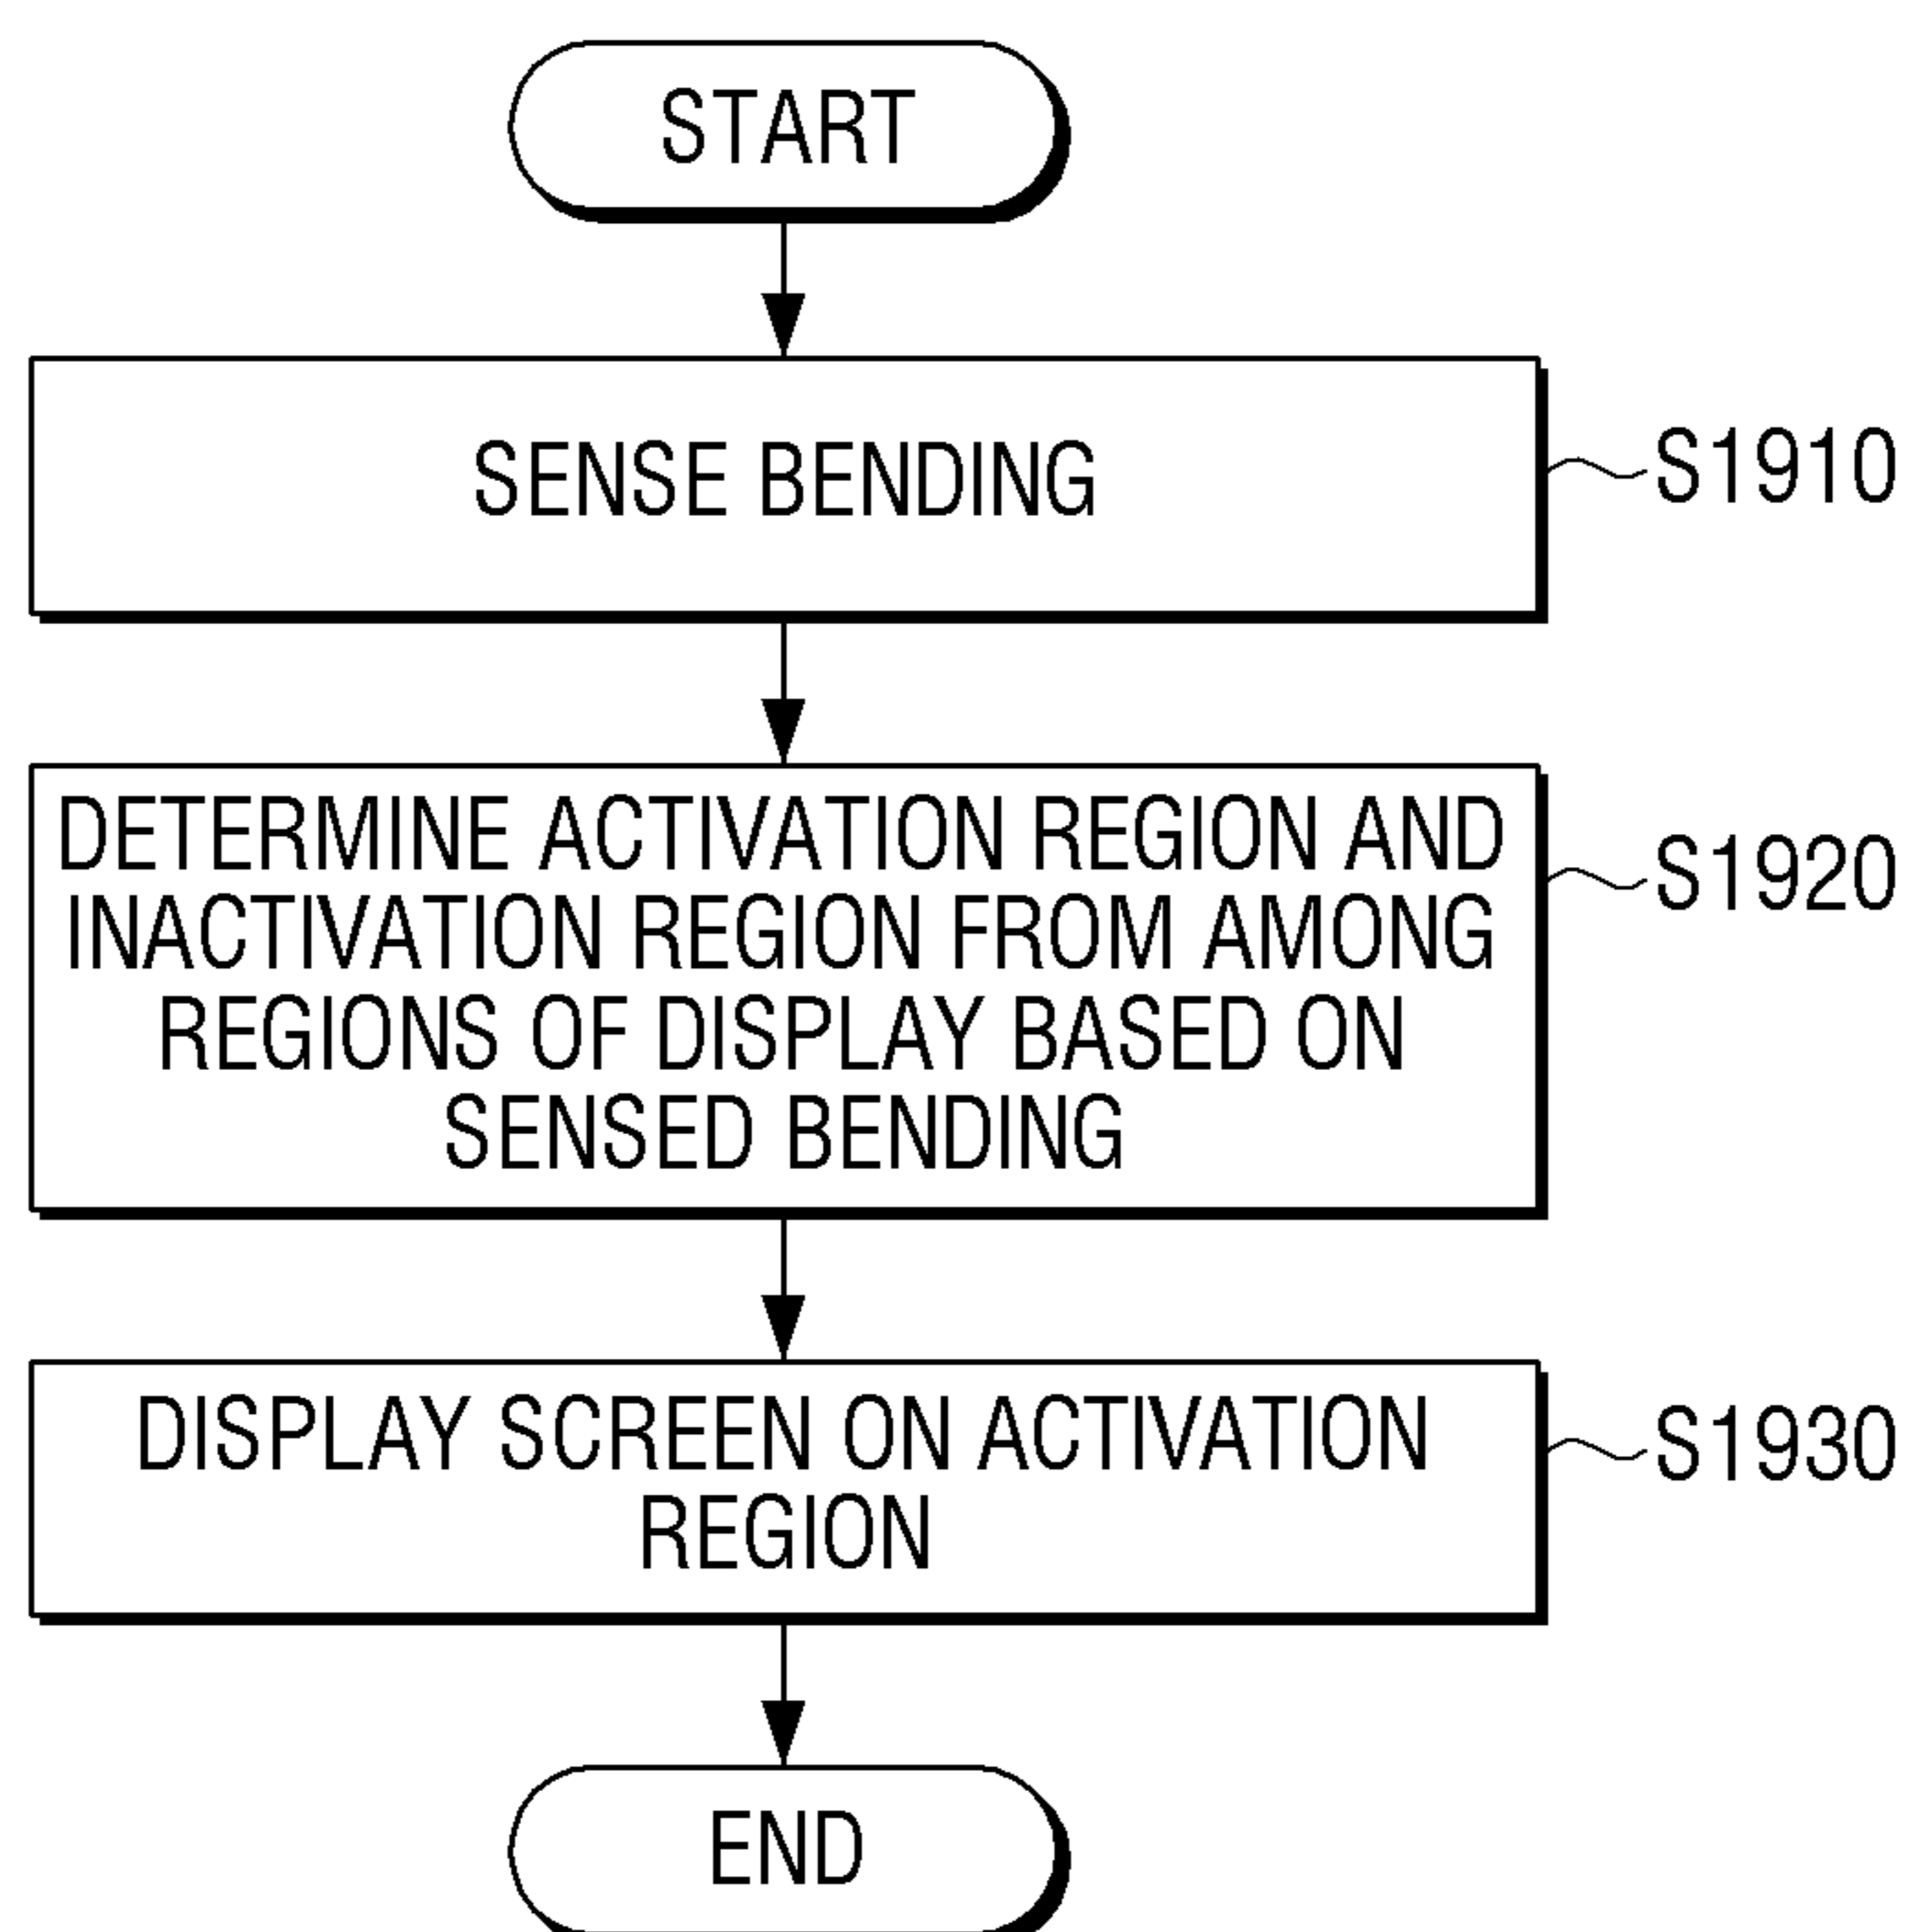 START
SENSE BENDING
S1910
DETERMINE ACTIVATION REGION AND
INACTIVATION REGION FROM AMONG
REGIONS OF DISPLAY BASED ON
SENSED BENDING
S1920
DISPLAY SCREEN ON ACTIVATION
REGION
S1930
END